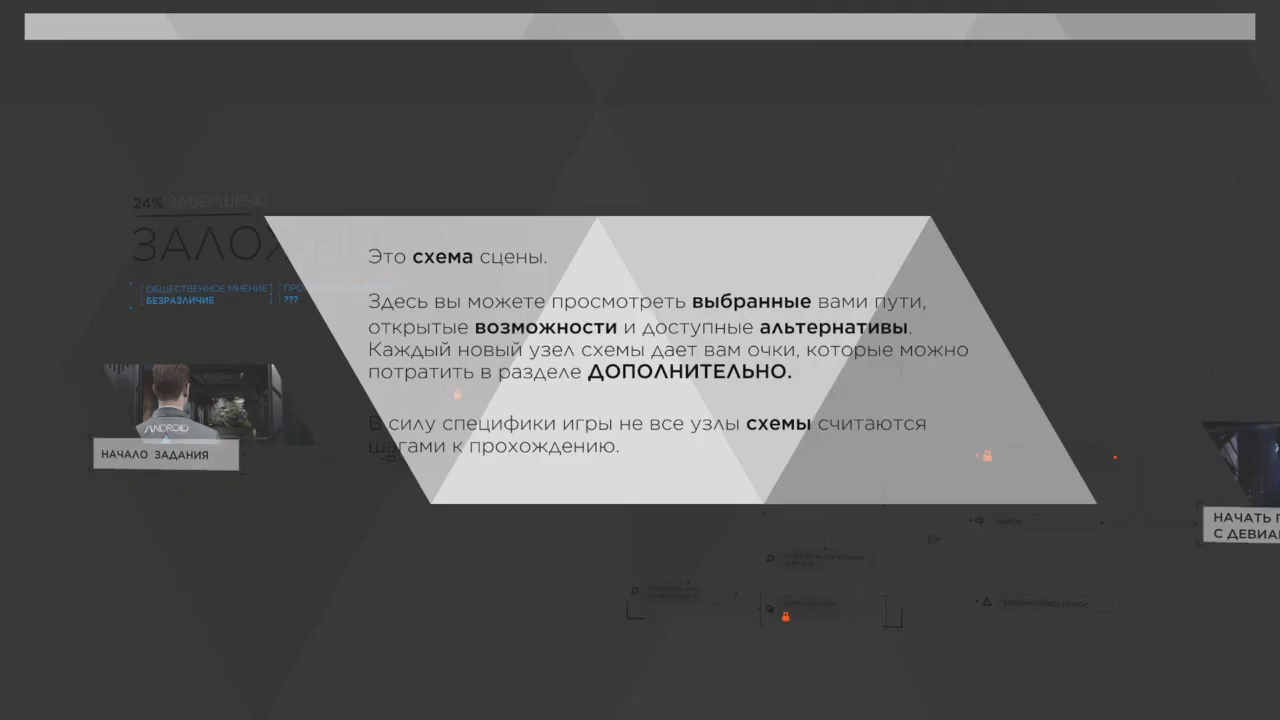 24% ЗАВЕРШЕНО
ЗАЛОЖНИЦА
ОБЩЕСТВЕННОЕ МНЕНИЕ
БЕЗРАЗЛИЧИЕ
???
Это схема сцены.
Здесь вы можете просмотреть выбранные вами пути,
открытые возможности и доступные альтернативы.
Каждый новый узел схемы дает вам очки, которые можно
потратить в разделе ДОПОЛНИТЕЛЬНО.
В силу специфики игры не все узлы схемы считаются
шагами к прохождению.
ANDROID
НАЧАЛО ЗАДАНИЯ
НАЧАТЬ